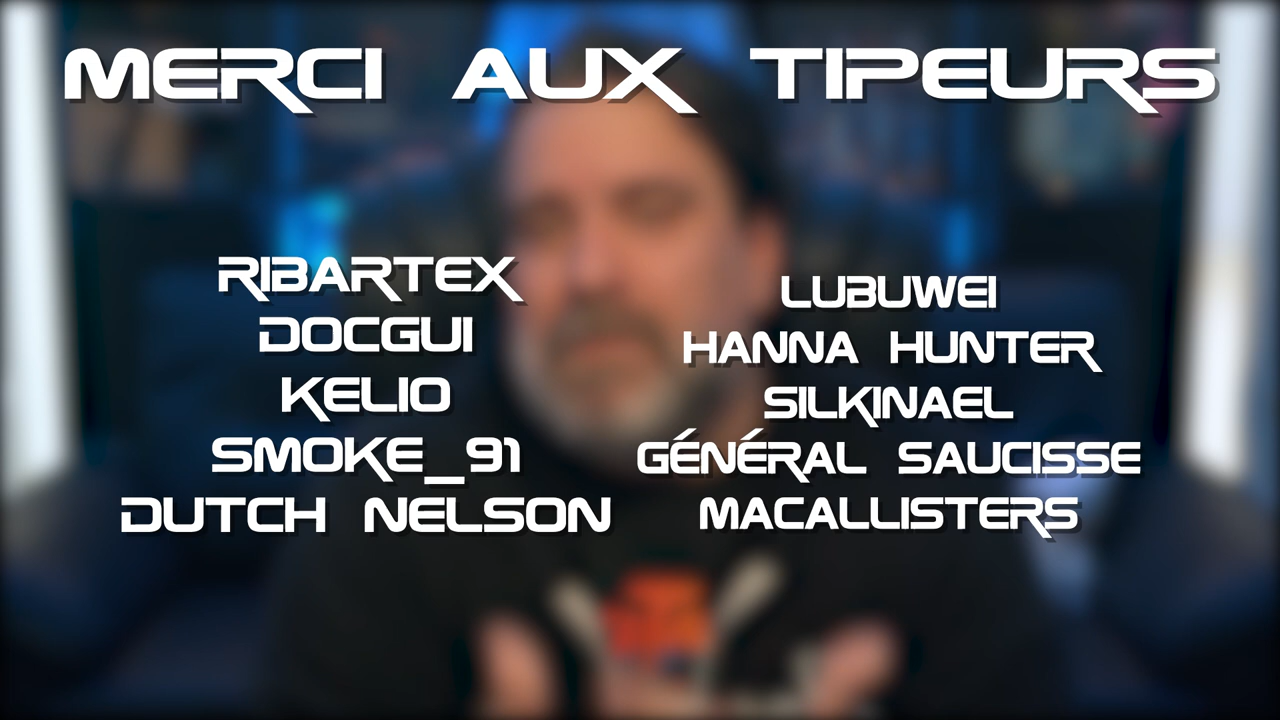 MERCI AUX TIPEURS
RIBARTEX
DOCGUI
KELIO
SMOKE_91
DUTCH NELSON
LUBUWEI
HANNA HUNTER
SILKINAEL
GÉNÉRAL SAUCISSE
MACALLISTERS